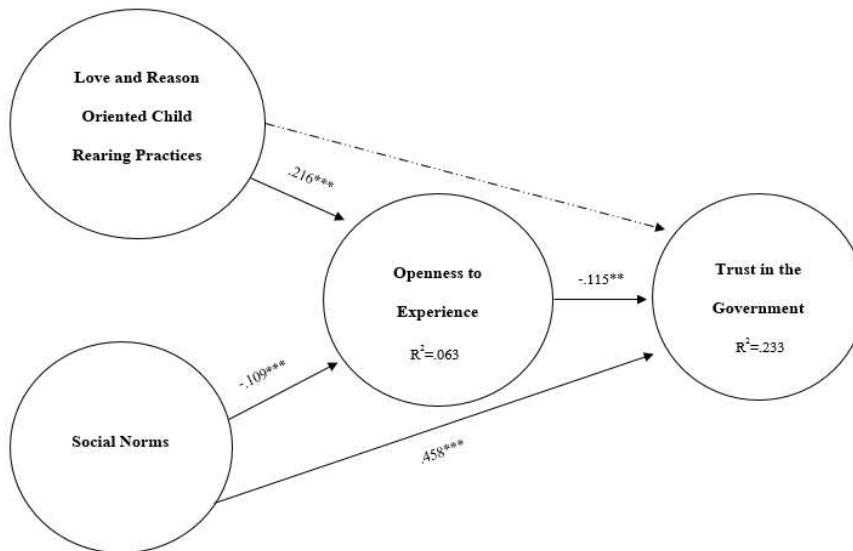 Love and Reason
Oriented Child
Rearing Practices
.216***
Openness to
Experience
R²=.063
-.115**
Trust in the
Government
R²=.233
-.109***
Social Norms
.458***